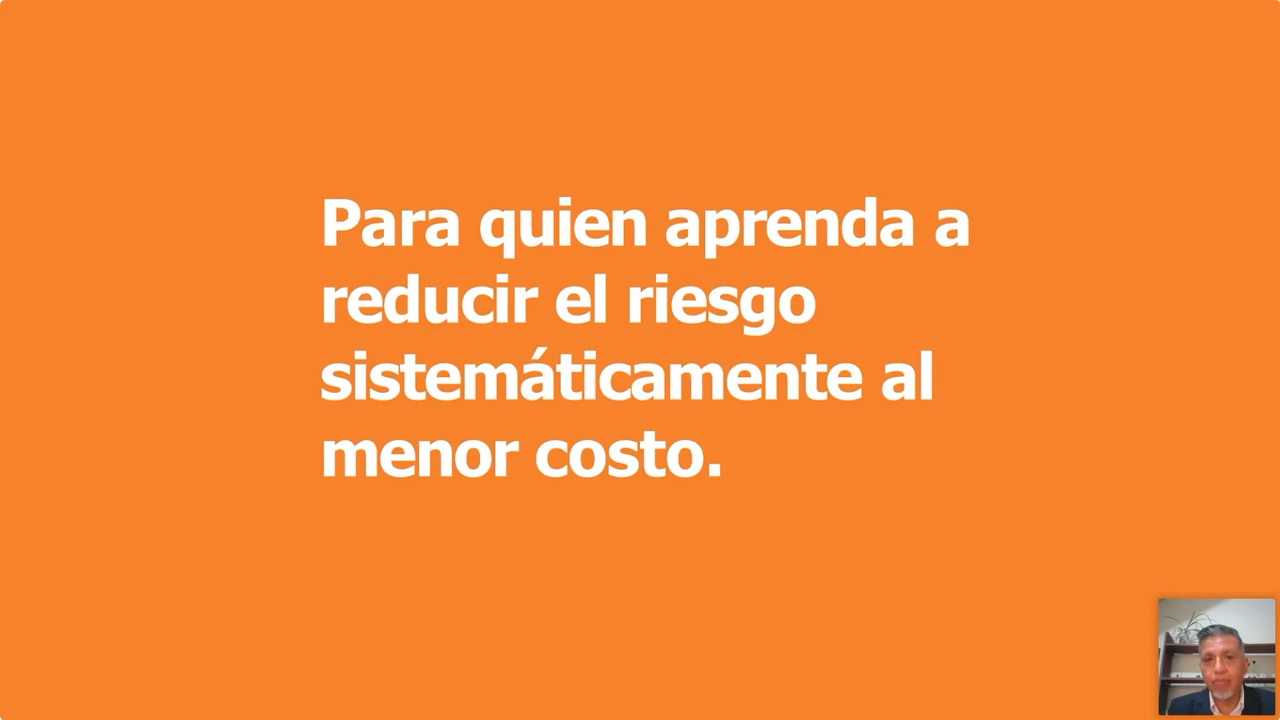 Para quien aprenda a
reducir el riesgo
sistemáticamente al
menor costo.